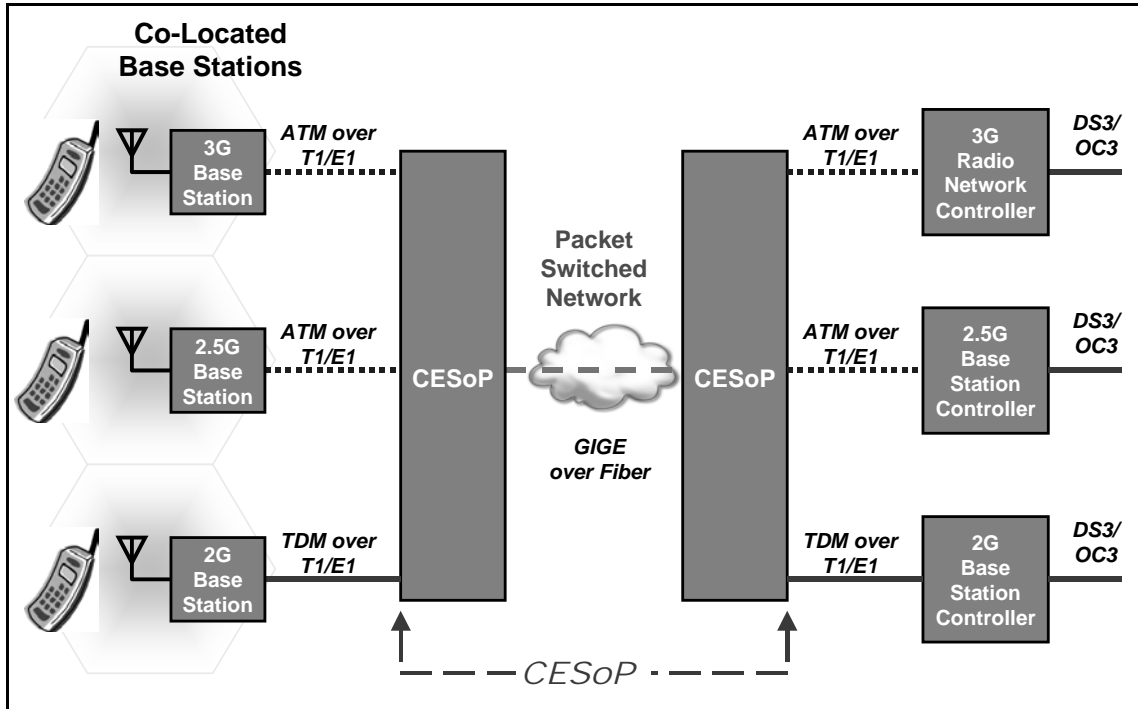 Co-Located
Base Stations
3G
Base
Station
ATM over
T1/E1
ATM over
T1/E1
3G
Radio
Network
Controller
DS3/
OC3
Packet
Switched
Network
2.5G
Base
Station
ATM over
T1/E1
CESoP
CESoP
ATM over
T1/E1
2.5G
Base
Station
Controller
DS3/
OC3
GIGE
over Fiber
2G
Base
Station
TDM over
T1/E1
TDM over
T1/E1
2G
Base
Station
Controller
DS3/
OC3
CESoP